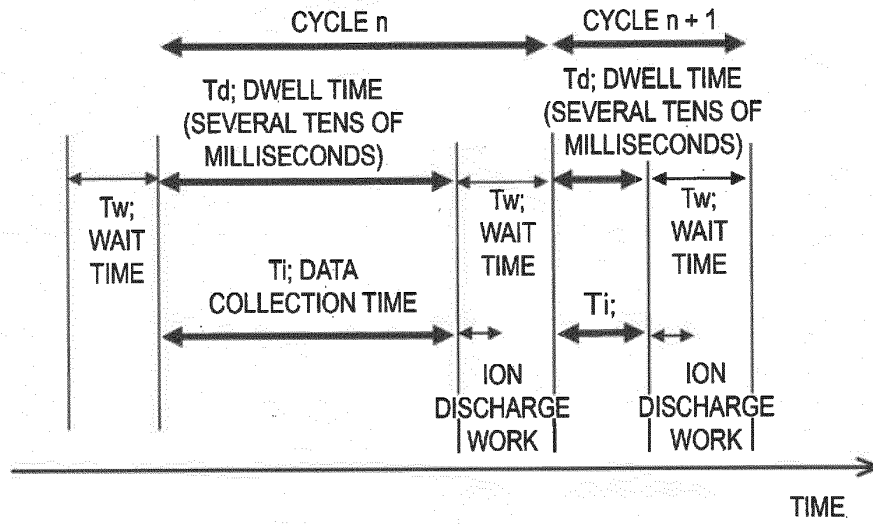 CYCLE n
CYCLE n + 1
Td; DWELL TIME
(SEVERAL TENS OF
MILLISECONDS)
Td; DWELL TIME
(SEVERAL TENS OF
MILLISECONDS)
Tw;
WAIT
TIME
Tw;
WAIT
TIME
Tw;
WAIT
TIME
Ti; DATA
COLLECTION TIME
Ti;
ION
DISCHARGE
WORK
ION
DISCHARGE
WORK
TIME